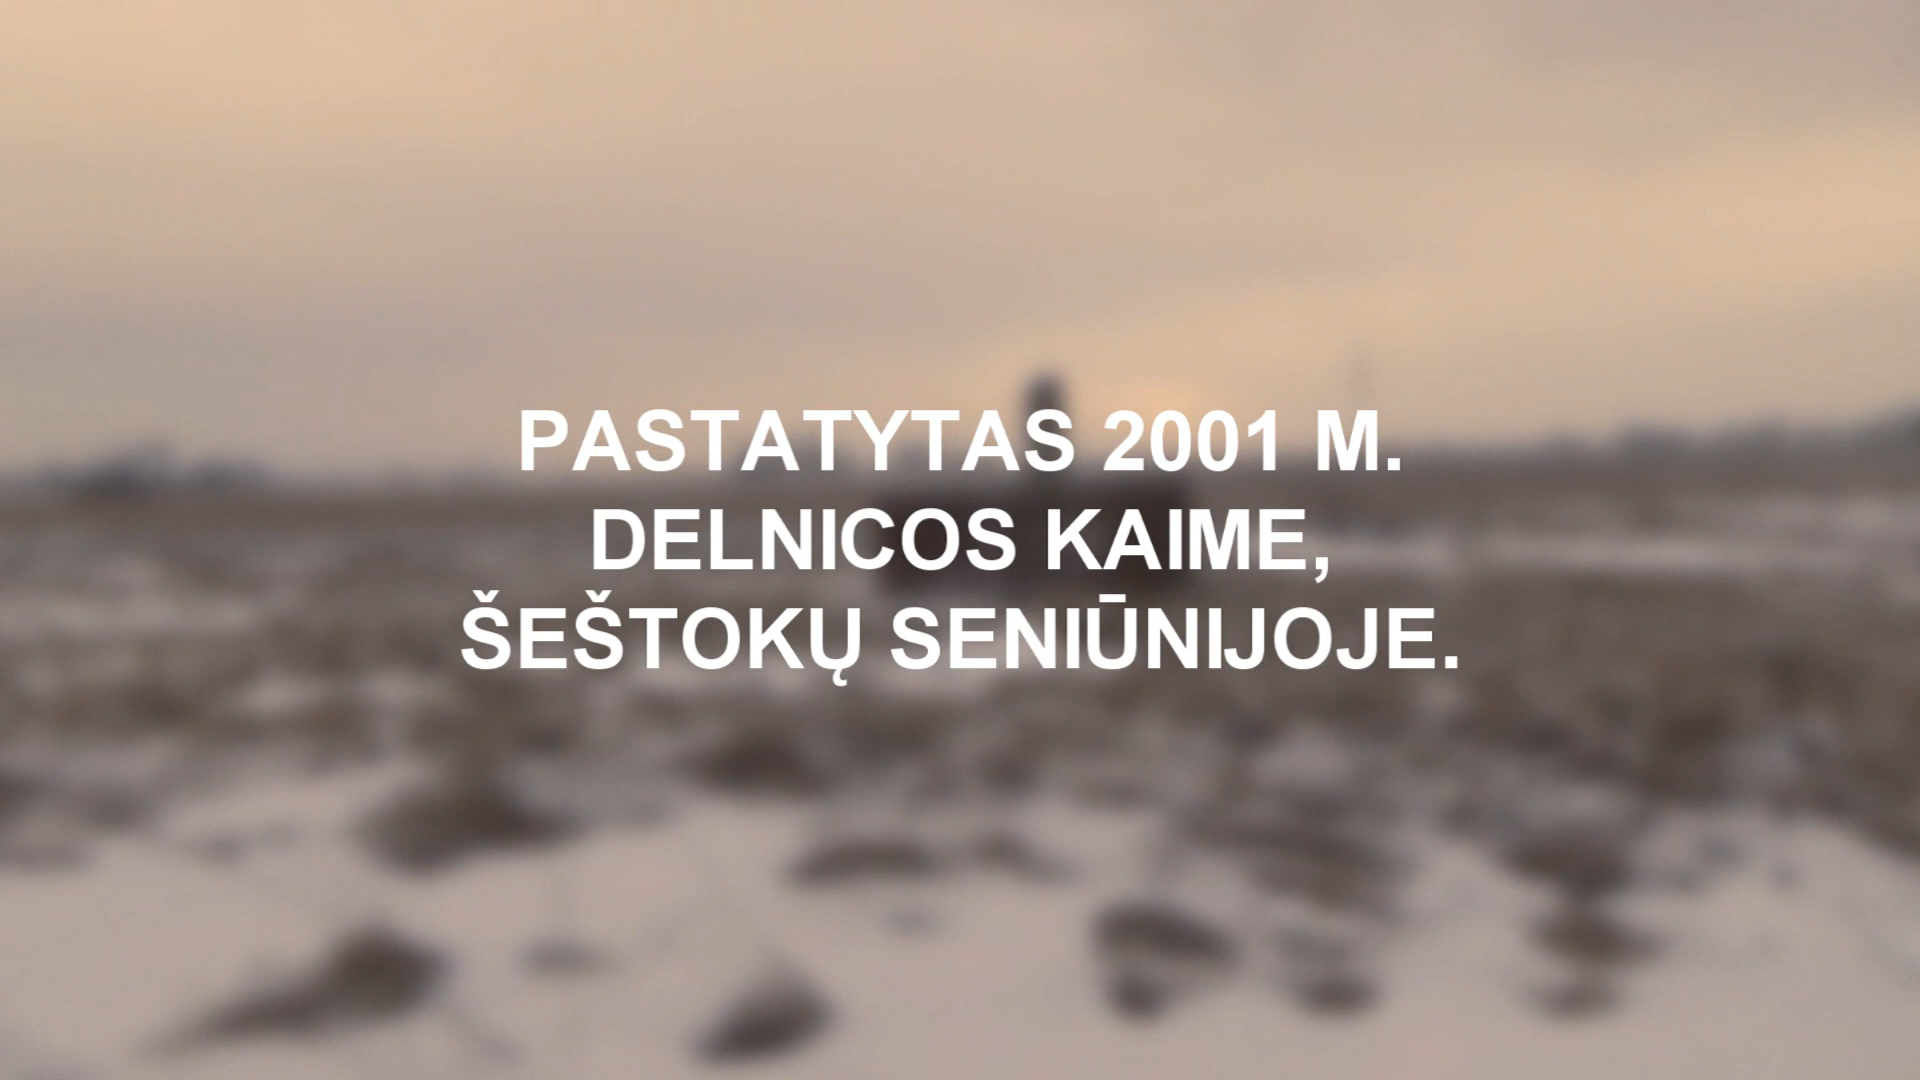 PASTATYTAS 2001 M.
DELNICOS KAIME,
ŠEŠTOKŲ SENIŪNIJOJE.